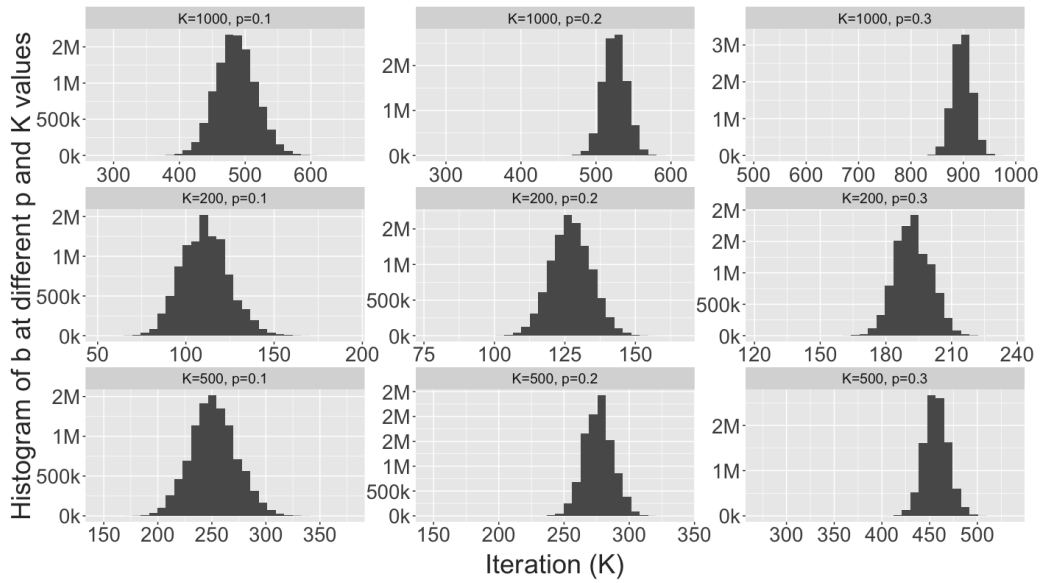 Histogram of b at different p and K values
K=1000, p=0.1
2M
1M
500k
0k
300 400 500 600
K=1000, p=0.2
2M
1M
0k
300 400 500 600
K=1000, p=0.3
3M
2M
1M
0k
500 600 700 800 900 1000
K=200, p=0.1
2M
1M
500k
0k
50 100 150 200
K=200, p=0.2
2M
2M
1M
500k
0k
75 100 125 150
K=200, p=0.3
2M
2M
1M
500k
0k
120 150 180 210 240
K=500, p=0.1
2M
1M
500k
0k
150 200 250 300 350
K=500, p=0.2
2M
2M
2M
1M
500k
0k
150 200 250 300 350
K=500, p=0.3
2M
1M
0k
300 350 400 450 500
Iteration (K)